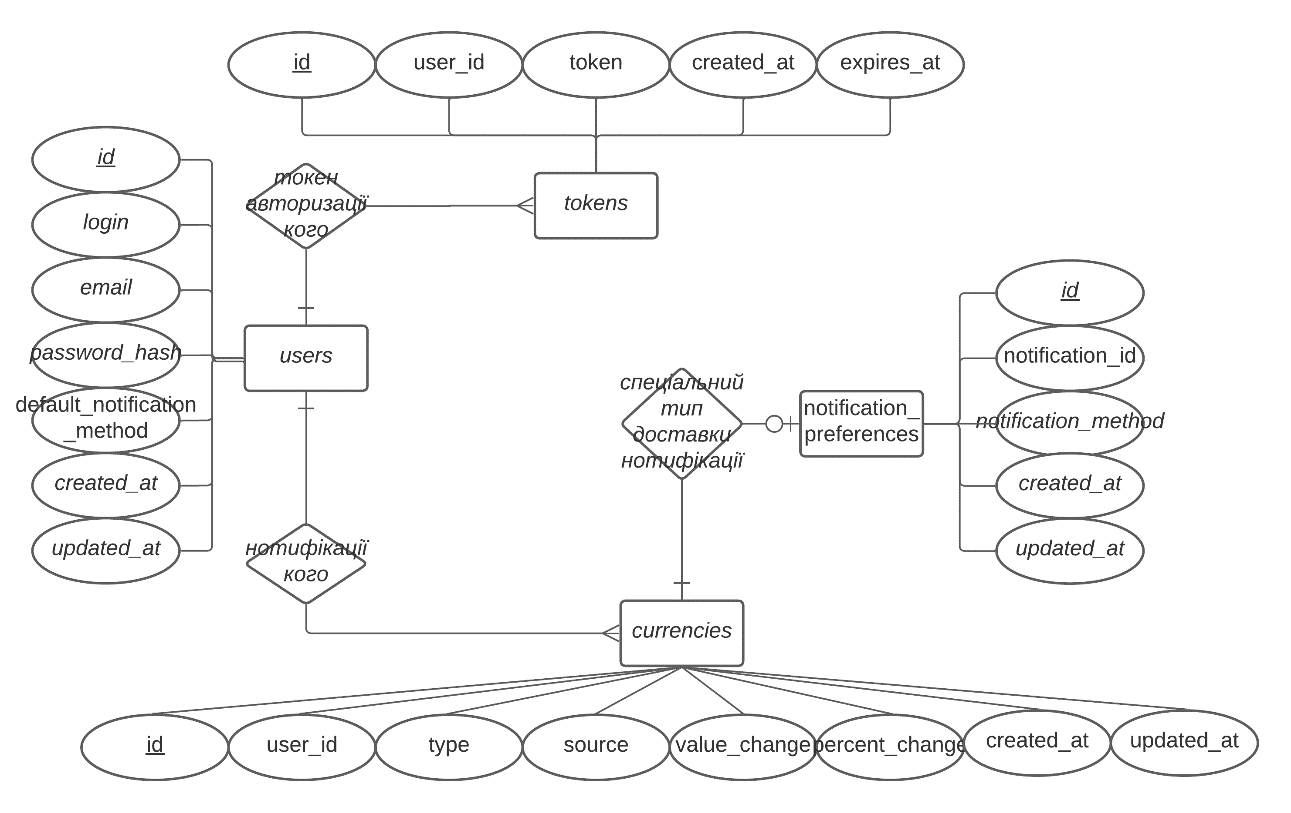 id
user_id
token
created_at
expires_at
id
login
email
password_hash
default_notification
_method
created_at
updated_at
токен
авторизації
кого
tokens
users
спеціальний
тип
доставки
нотифікації
notification_
preferences
id
notification_id
notification_method
created_at
updated_at
нотифікації
кого
currencies
id
user_id
type
source
value_change
percent_change
created_at
updated_at